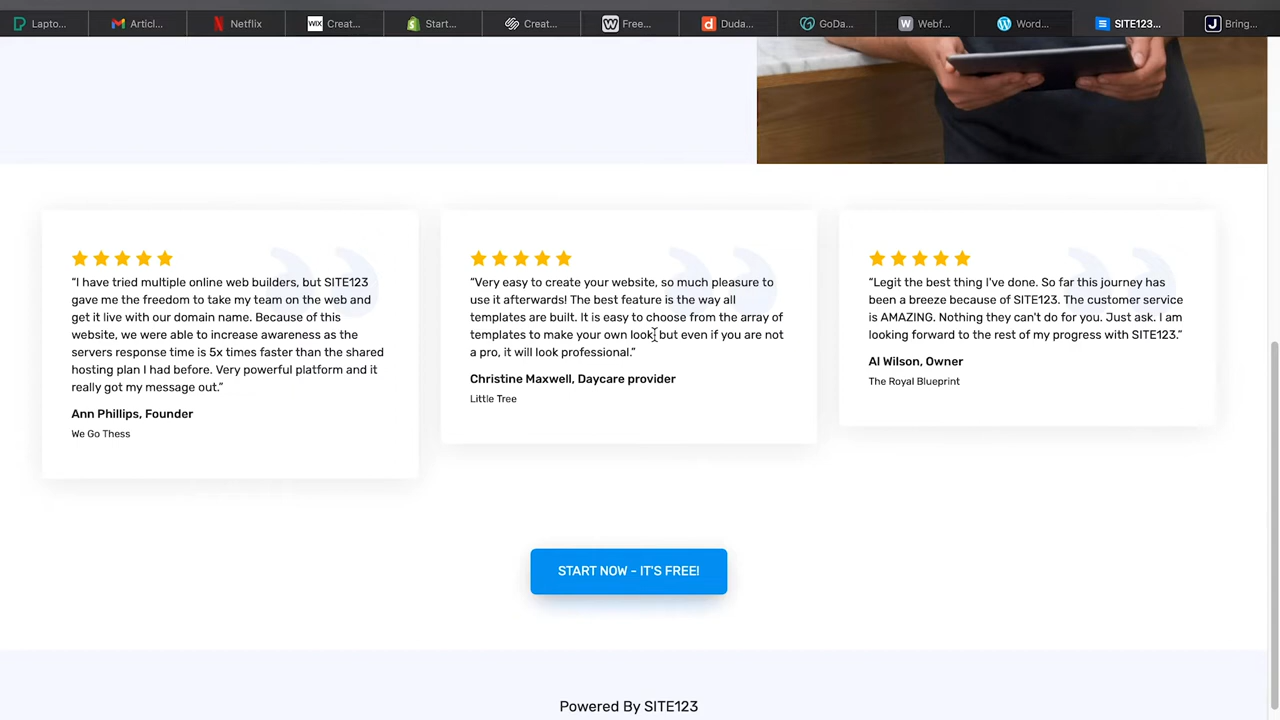 Lapto...
Articl...
Netflix
WIX Creat...
Start...
Creat...
Free...
Duda...
GoDa...
Webf...
Word...
SITE123...
Bring...
“I have tried multiple online web builders, but SITE123
gave me the freedom to take my team on the web and
get it live with our domain name. Because of this
website, we were able to increase awareness as the
servers response time is 5x times faster than the shared
hosting plan I had before. Very powerful platform and it
really got my message out.”
Ann Phillips, Founder
We Go Thess
“Very easy to create your website, so much pleasure to
use it afterwards! The best feature is the way all
templates are built. It is easy to choose from the array of
templates to make your own look, but even if you are not
a pro, it will look professional.”
Christine Maxwell, Daycare provider
Little Tree
“Legit the best thing I've done. So far this journey has
been a breeze because of SITE123. The customer service
is AMAZING. Nothing they can't do for you. Just ask. I am
looking forward to the rest of my progress with SITE123.”
Al Wilson, Owner
The Royal Blueprint
START NOW - IT'S FREE!
Powered By SITE123